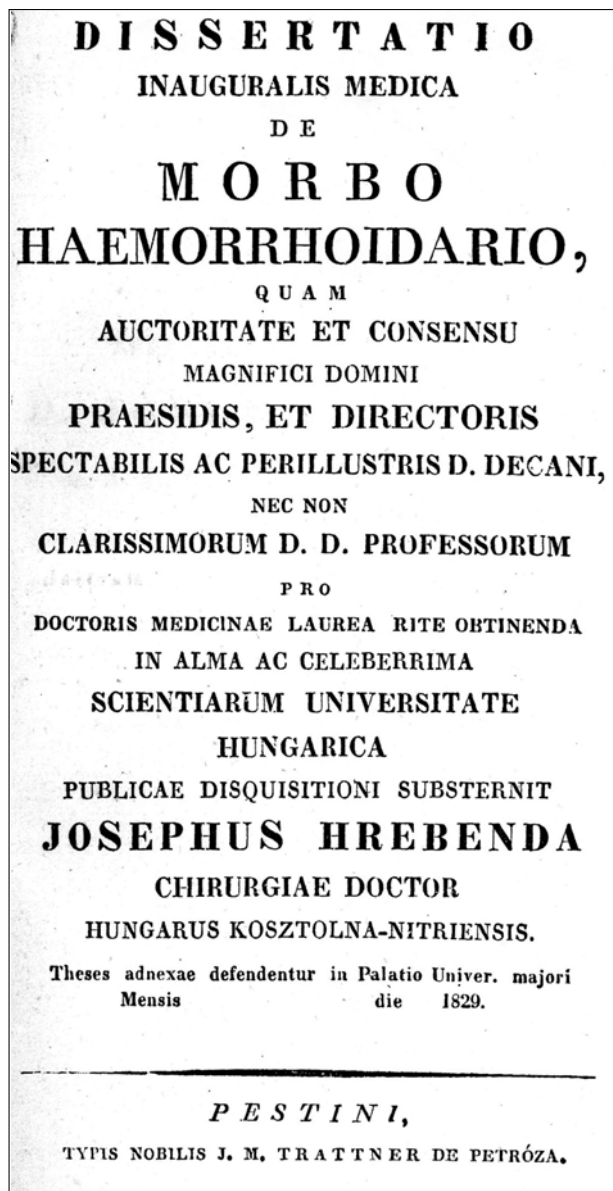 DISSERTATIO
INAUGURALIS MEDICA
DE
MORBO
HAEMORRHOIDARIO,
QUAM
AUCTORITATE ET CONSENSU
MAGNIFICI DOMINI
PRAESIDIS, ET DIRECTORIS
SPECTABILIS AC PERILLUSTRIS D. DECANI,
NEC NON
CLARISSIMORUM D. D. PROFESSORUM
PRO
DOCTORIS MEDICINAE LAUREA RITE OBTINENDA
IN ALMA AC CELEBERRIMA
SCIENTIARUM UNIVERSITATE
HUNGARICA
PUBLICAE DISQUISITIONI SUBSTERNIT
JOSEPHUS HREBENDA
CHIRURGIAE DOCTOR
HUNGARUS KOSZTOLNA-NITRIENSIS.
Theses adnexae defendentur in Palatio Univer. majori
Mensis die 1829.
PESTINI,
TYPIS NOBILIS J. M. TRATTNER DE PETRÓZA.